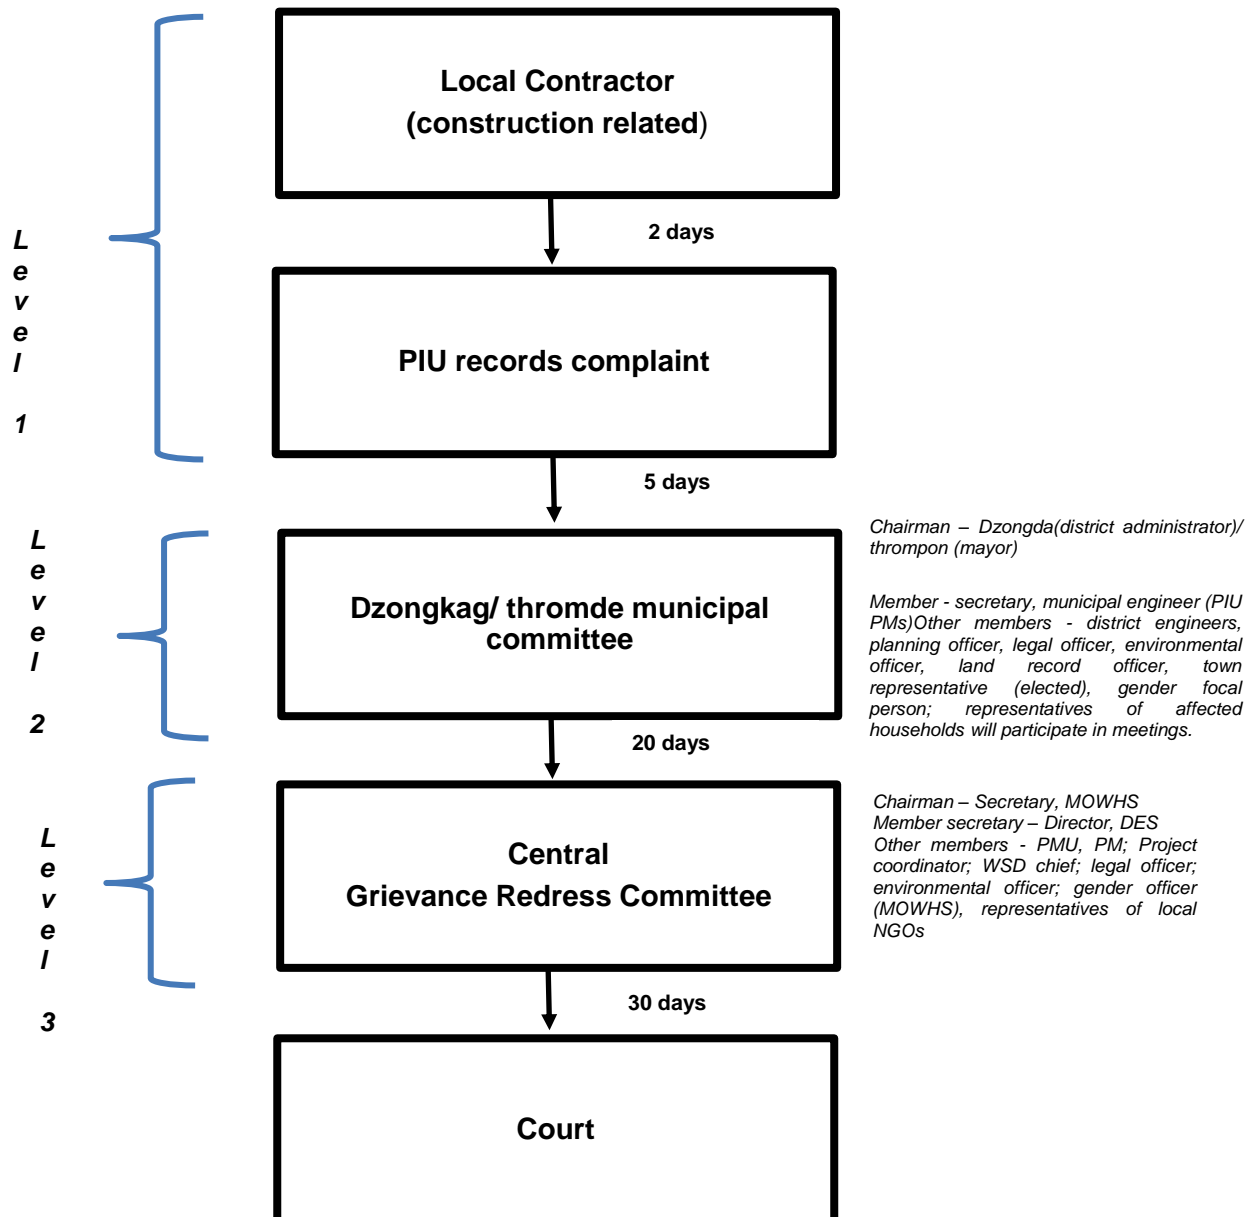 Local Contractor
(construction related)
2 days
Level 1
PIU records complaint
5 days
Level 2
Dzongkag/ thromde municipal
committee
Chairman – Dzongda(district administrator)/
thrompon (mayor)
Member - secretary, municipal engineer (PIU
PMs)Other members - district engineers,
planning officer, legal officer, environmental
officer, land record officer, town
representative (elected), gender focal
person; representatives of affected
households will participate in meetings.
20 days
Level 3
Central
Grievance Redress Committee
Chairman – Secretary, MOWHS
Member secretary – Director, DES
Other members - PMU, PM; Project
coordinator; WSD chief; legal officer;
environmental officer; gender officer
(MOWHS), representatives of local
NGOs
30 days
Court